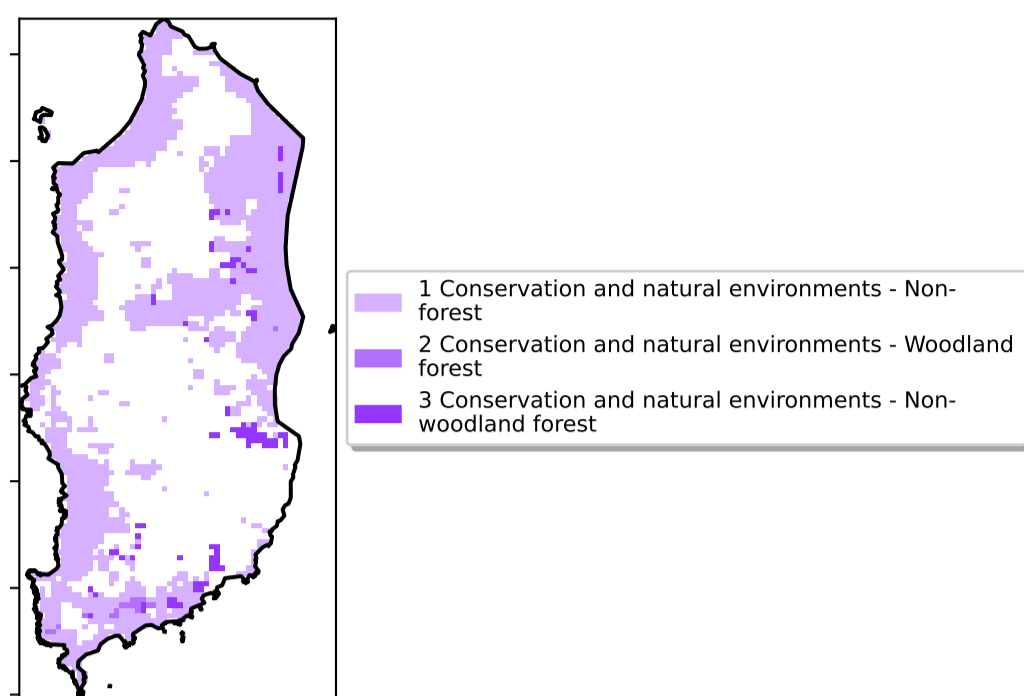 1 Conservation and natural environments - Non-
forest
2 Conservation and natural environments - Woodland
forest
3 Conservation and natural environments - Non-
woodland forest